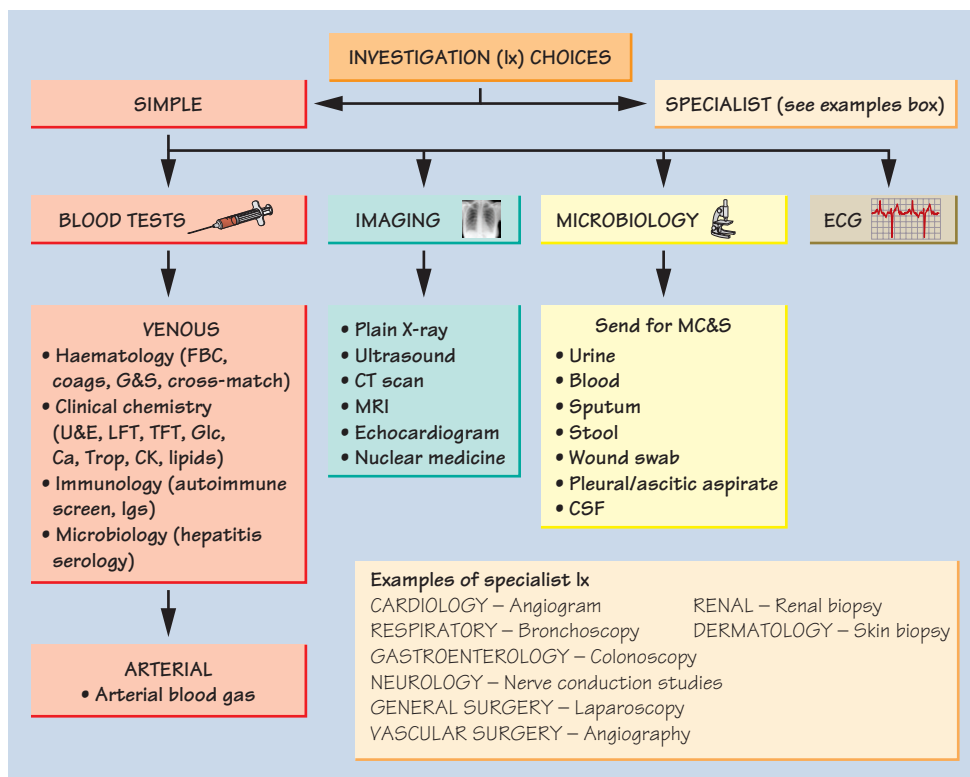 INVESTIGATION (Ix) CHOICES
SIMPLE
SPECIALIST (see examples box)
BLOOD TESTS
IMAGING
MICROBIOLOGY
ECG
VENOUS
• Haematology (FBC,
coags, G&S, cross-match)
• Clinical chemistry
(U&E, LFT, TFT, Glc,
Ca, Trop, CK, lipids)
• Immunology (autoimmune
screen, Igs)
• Microbiology (hepatitis
serology)
ARTERIAL
• Arterial blood gas
• Plain X-ray
• Ultrasound
• CT scan
• MRI
• Echocardiogram
• Nuclear medicine
Send for MC&S
• Urine
• Blood
• Sputum
• Stool
• Wound swab
• Pleural/ascitic aspirate
• CSF
Examples of specialist Ix
CARDIOLOGY – Angiogram
RESPIRATORY – Bronchoscopy
GASTROENTEROLOGY – Colonoscopy
NEUROLOGY – Nerve conduction studies
GENERAL SURGERY – Laparoscopy
VASCULAR SURGERY – Angiography
RENAL – Renal biopsy
DERMATOLOGY – Skin biopsy